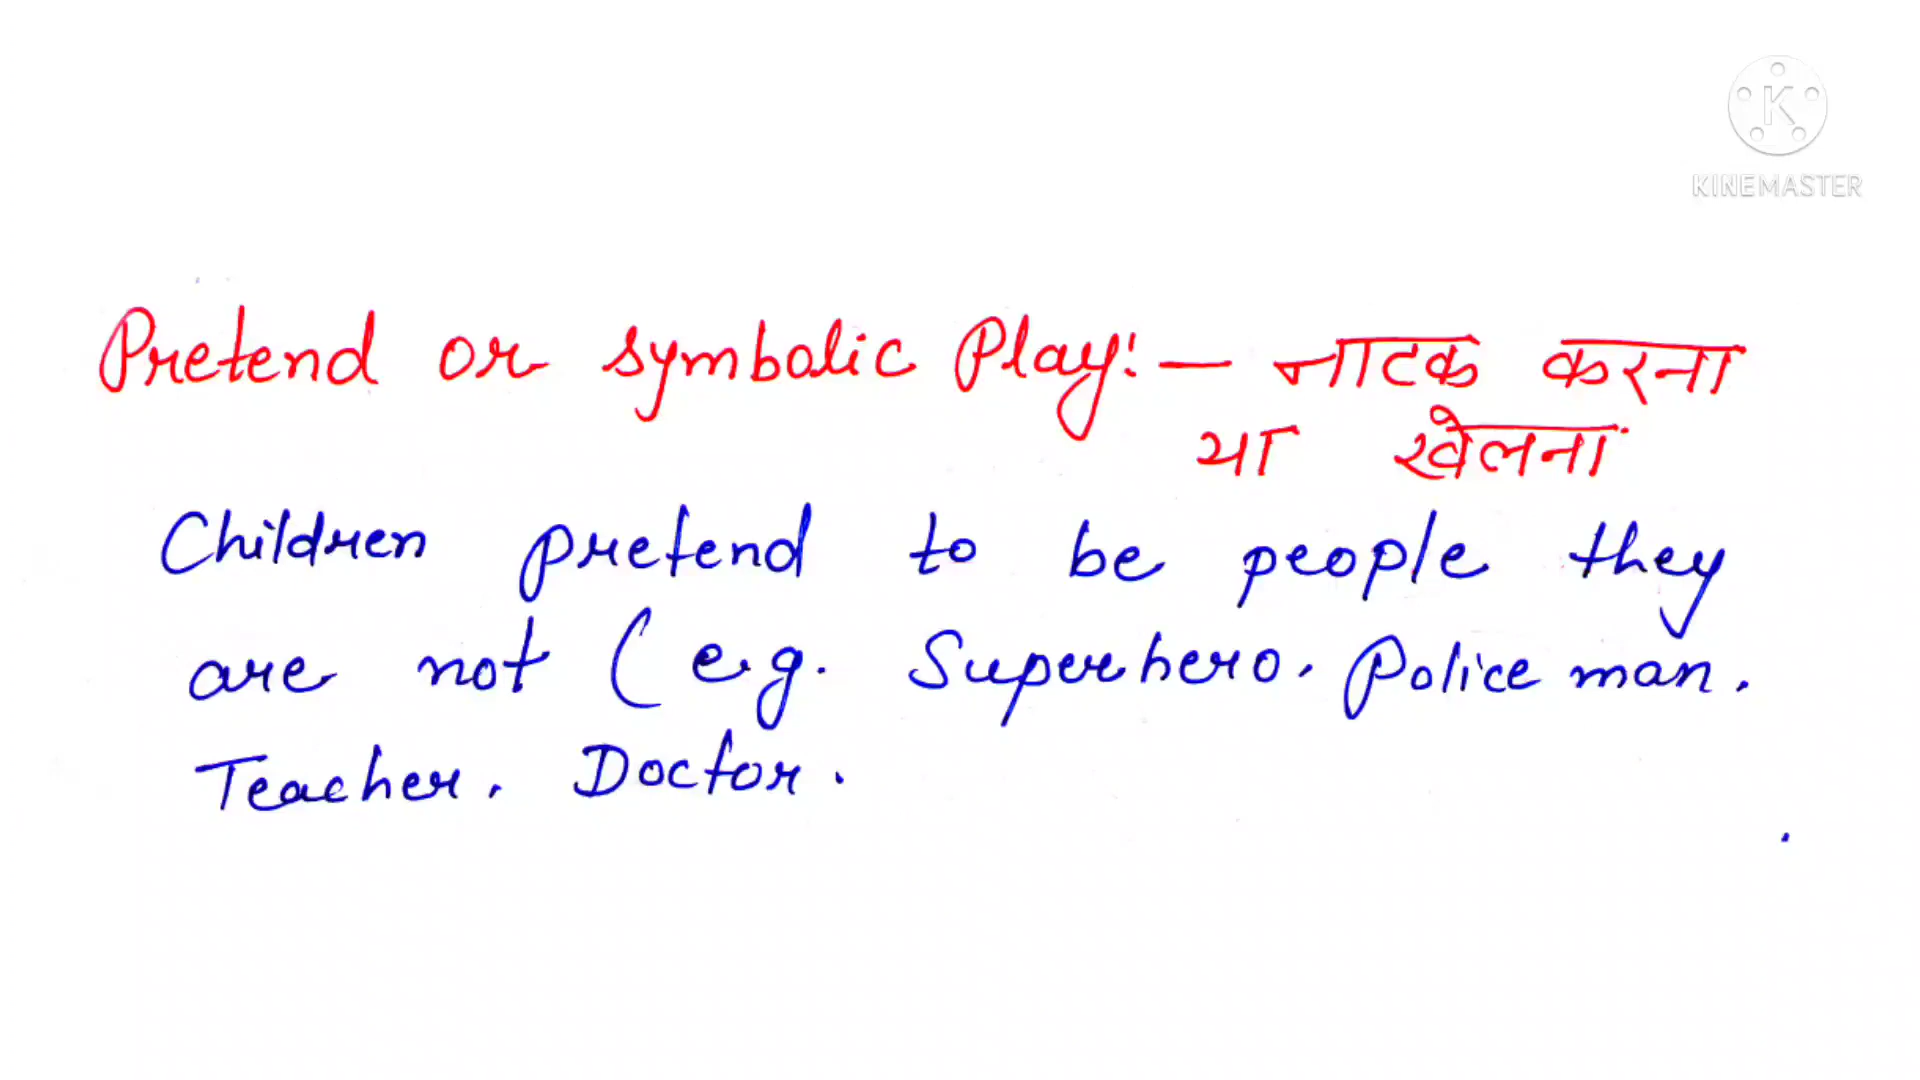 KINEMASTER
Pretend or symbolic Play:- नाटक करना
या खेलना
Children pretend to be people they
are not (e.g. Superhero. Police man.
Teacher. Doctor.